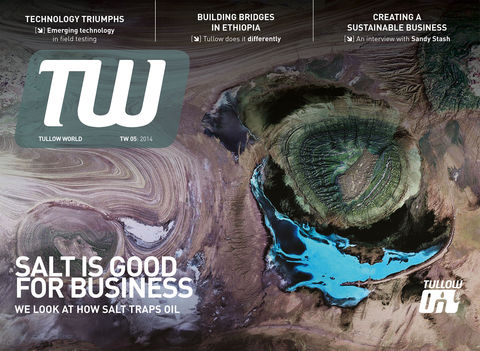 TECHNOLOGY TRIUMPHS
[↘] Emerging technology
in field testing
BUILDING BRIDGES
IN ETHIOPIA
[↘] Tullow does it differently
CREATING A
SUSTAINABLE BUSINESS
[↘] An interview with Sandy Stash
TW
TULLOW WORLD
TW 05: 2014
SALT IS GOOD
FOR BUSINESS
WE LOOK AT HOW SALT TRAPS OIL
TULLOW
Oil